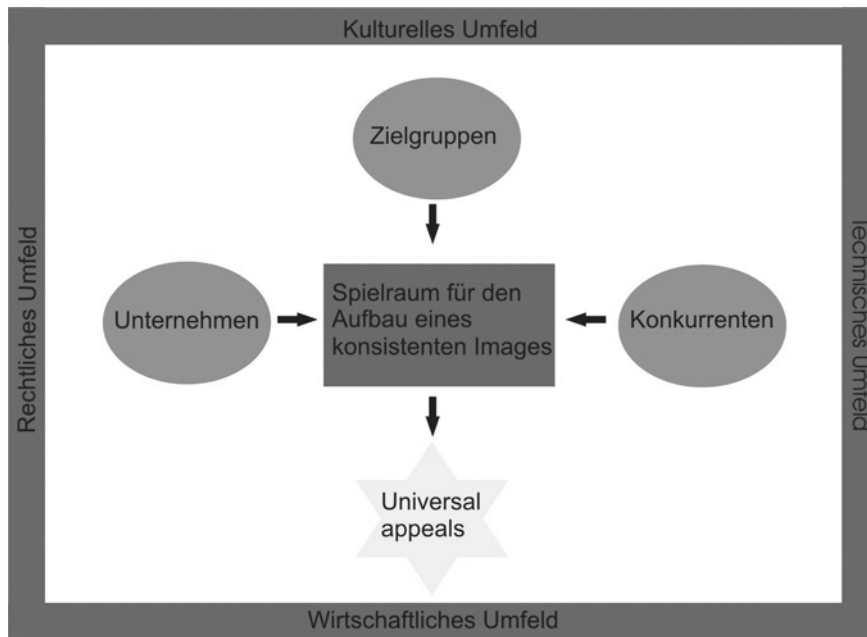 Kulturelles Umfeld
Zielgruppen
Rechtliches Umfeld
Unternehmen
Spielraum für den
Aufbau eines
konsistenten Images
Konkurrenten
Technisches Umfeld
Universal
appeals
Wirtschaftliches Umfeld